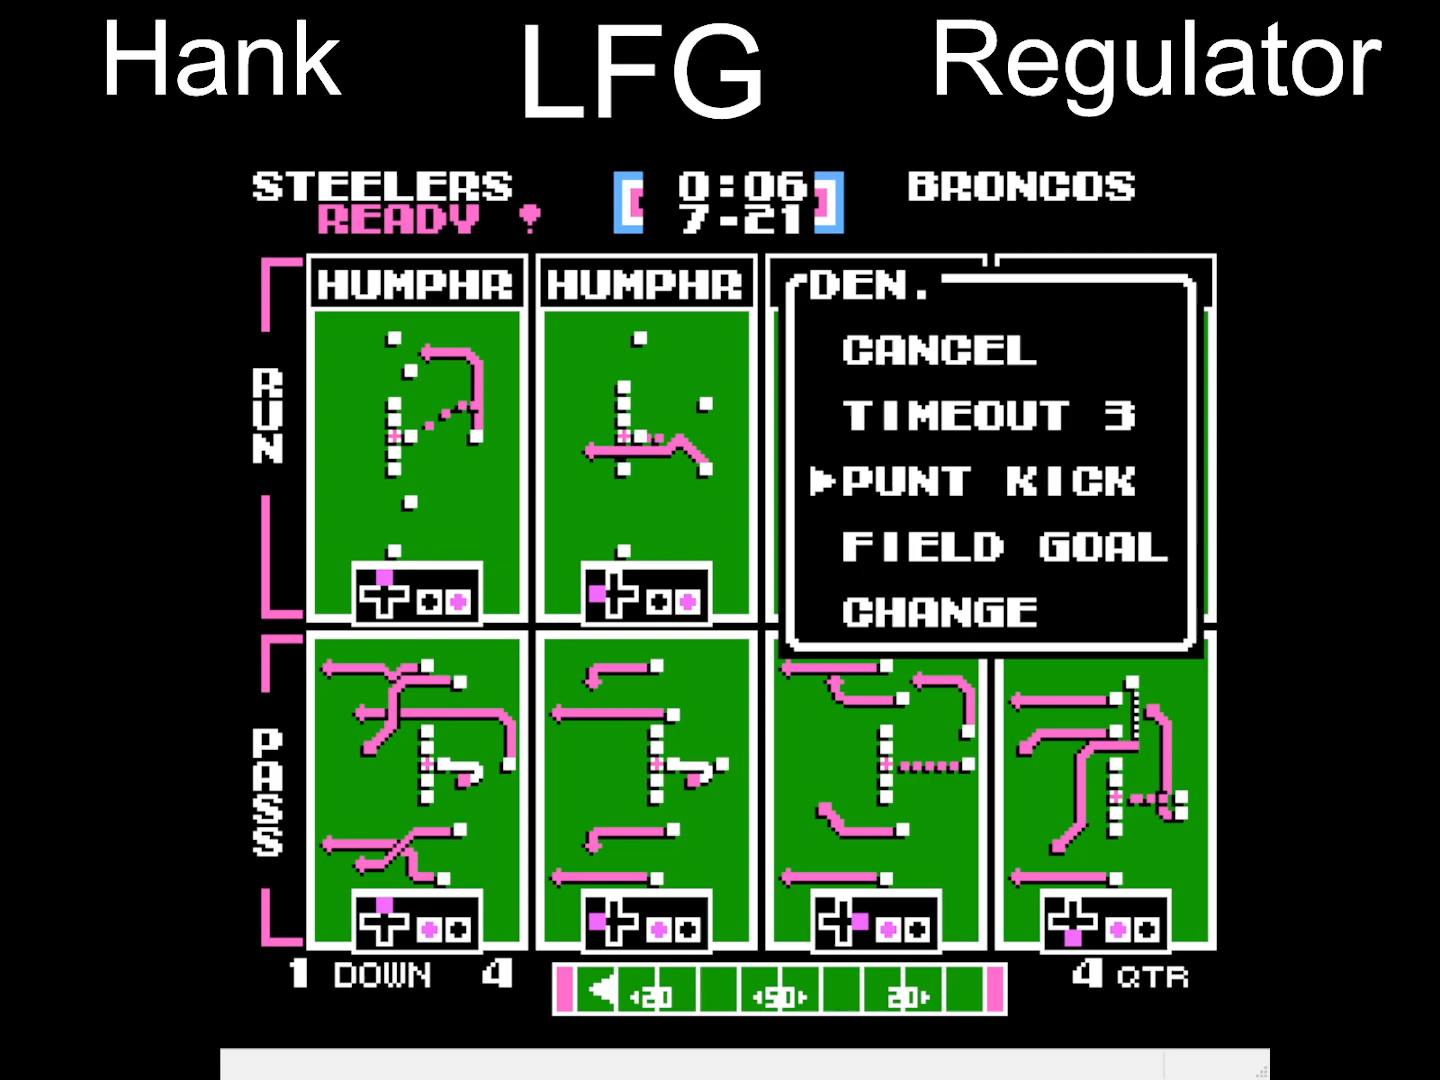 Hank LFG Regulator
STEELERS 0:06 BRONCOS
READY ! 7-21
HUMPHR HUMPHR
DEN.
CANCEL
TIMEOUT 3
PUNT KICK
FIELD GOAL
CHANGE
RUN
PASS
1 DOWN 4
20 50 20
4 QTR